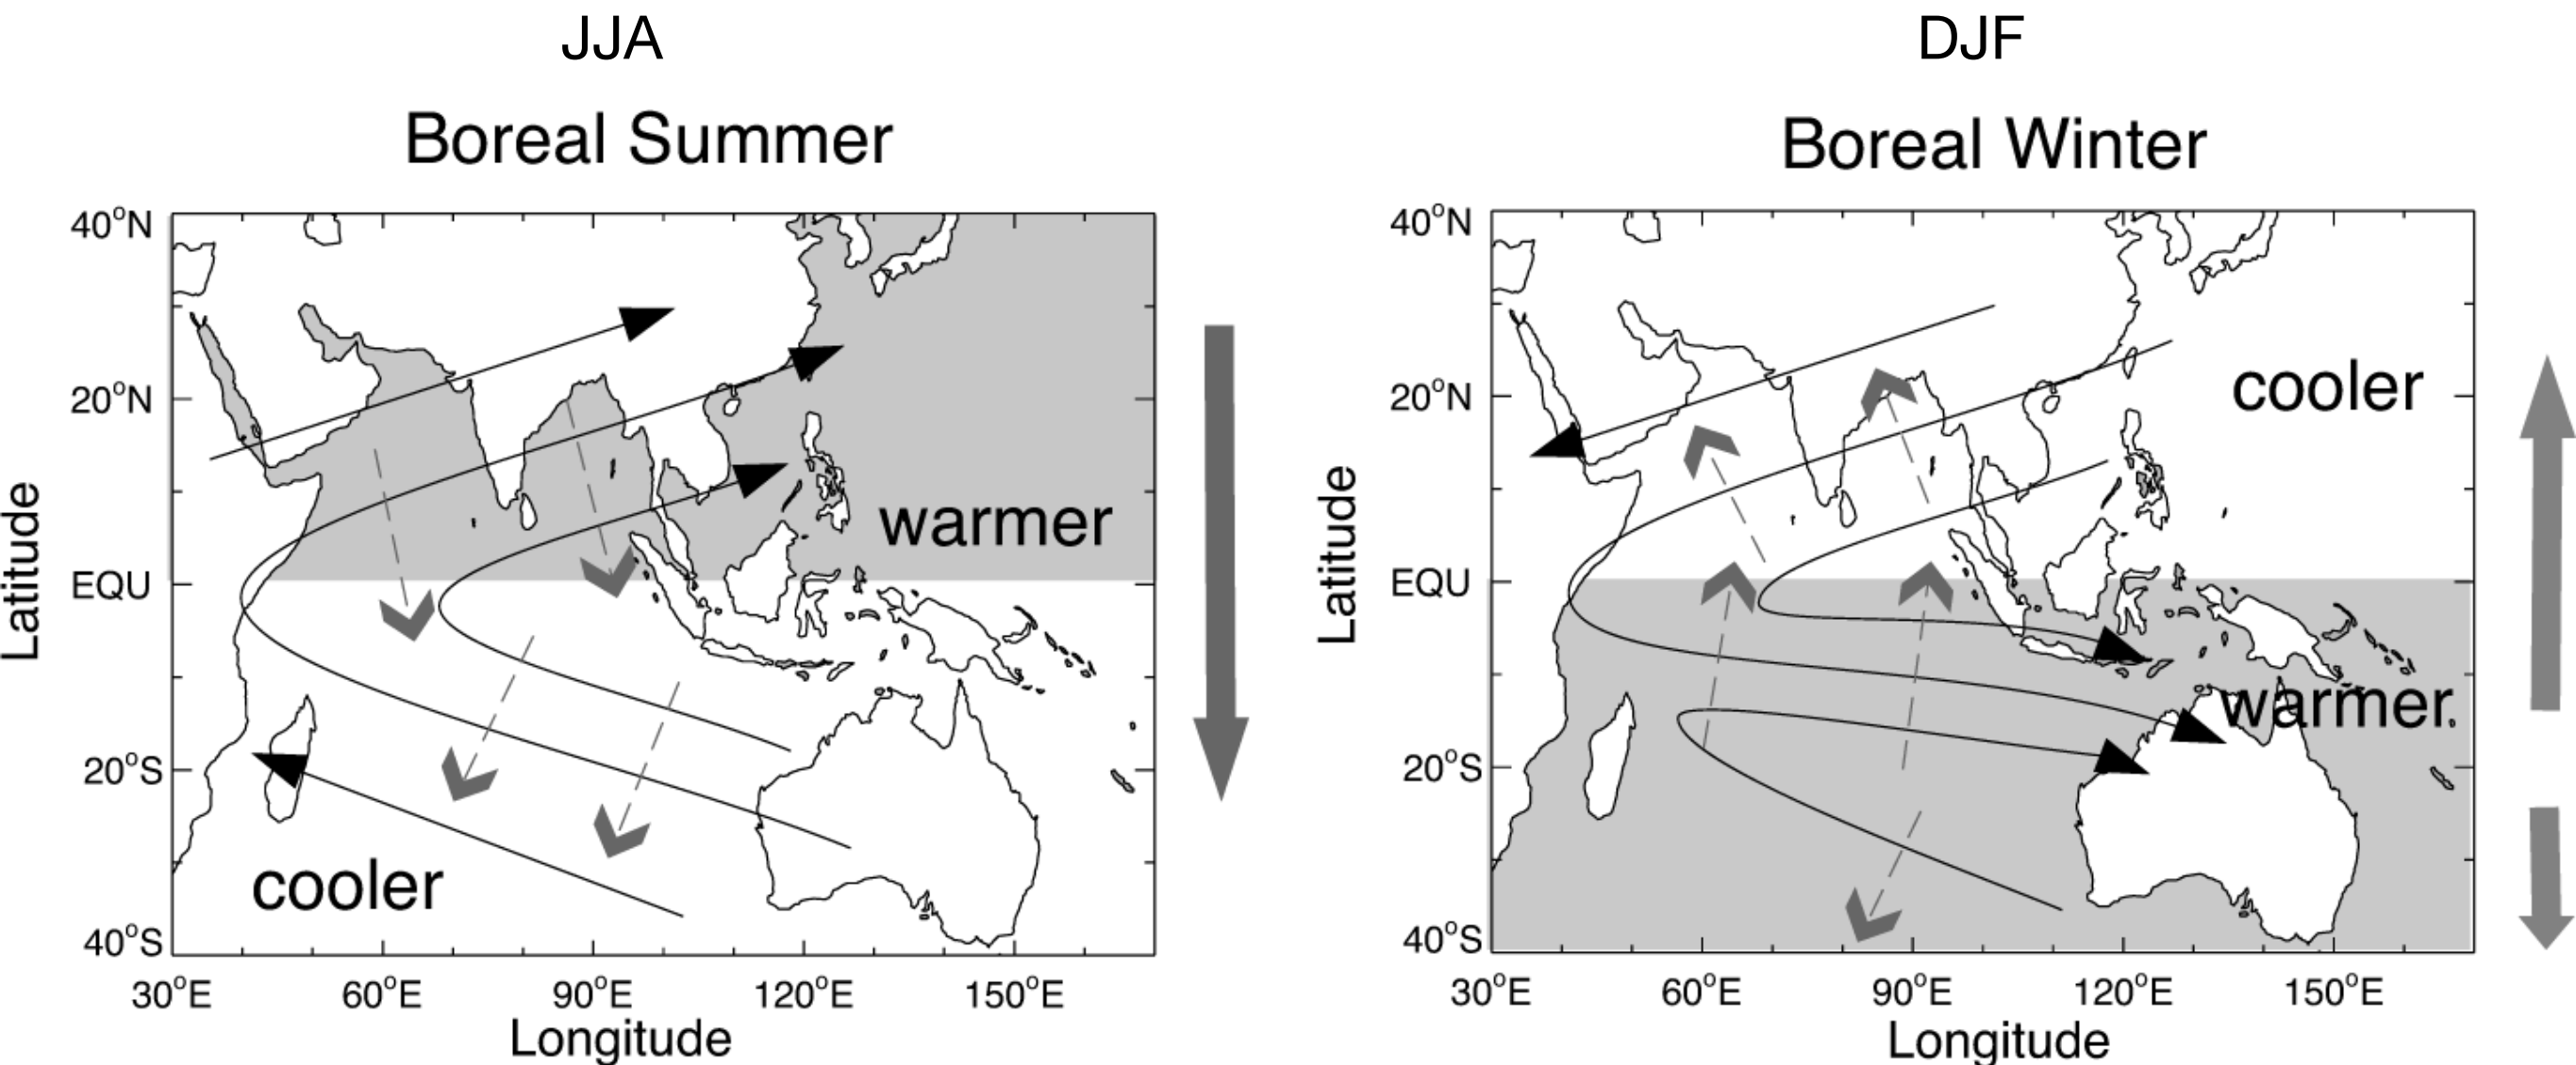 JJA
Boreal Summer
40°N
20°N
EQU
20°S
40°S
Latitude
30°E
60°E
90°E
120°E
150°E
Longitude
warmer
cooler
DJF
Boreal Winter
40°N
20°N
EQU
20°S
40°S
Latitude
30°E
60°E
90°E
120°E
150°E
Longitude
cooler
warmer